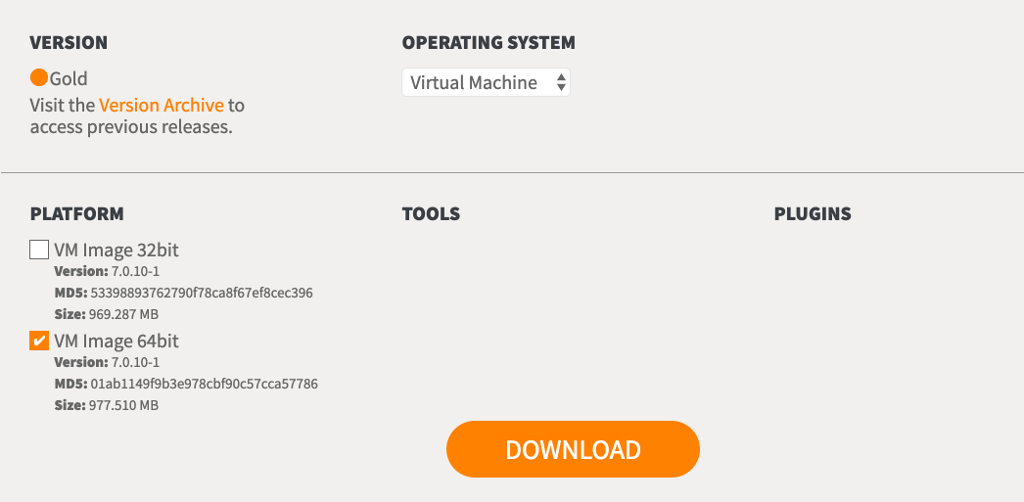 VERSION
Gold
Visit the Version Archive to
access previous releases.
OPERATING SYSTEM
Virtual Machine
PLATFORM
VM Image 32bit
Version: 7.0.10-1
MD5: 53398893762790f78ca8f67ef8cec396
Size: 969.287 MB
VM Image 64bit
Version: 7.0.10-1
MD5: 01ab1149f9b3e978cbf90c57cca57786
Size: 977.510 MB
TOOLS
PLUGINS
DOWNLOAD